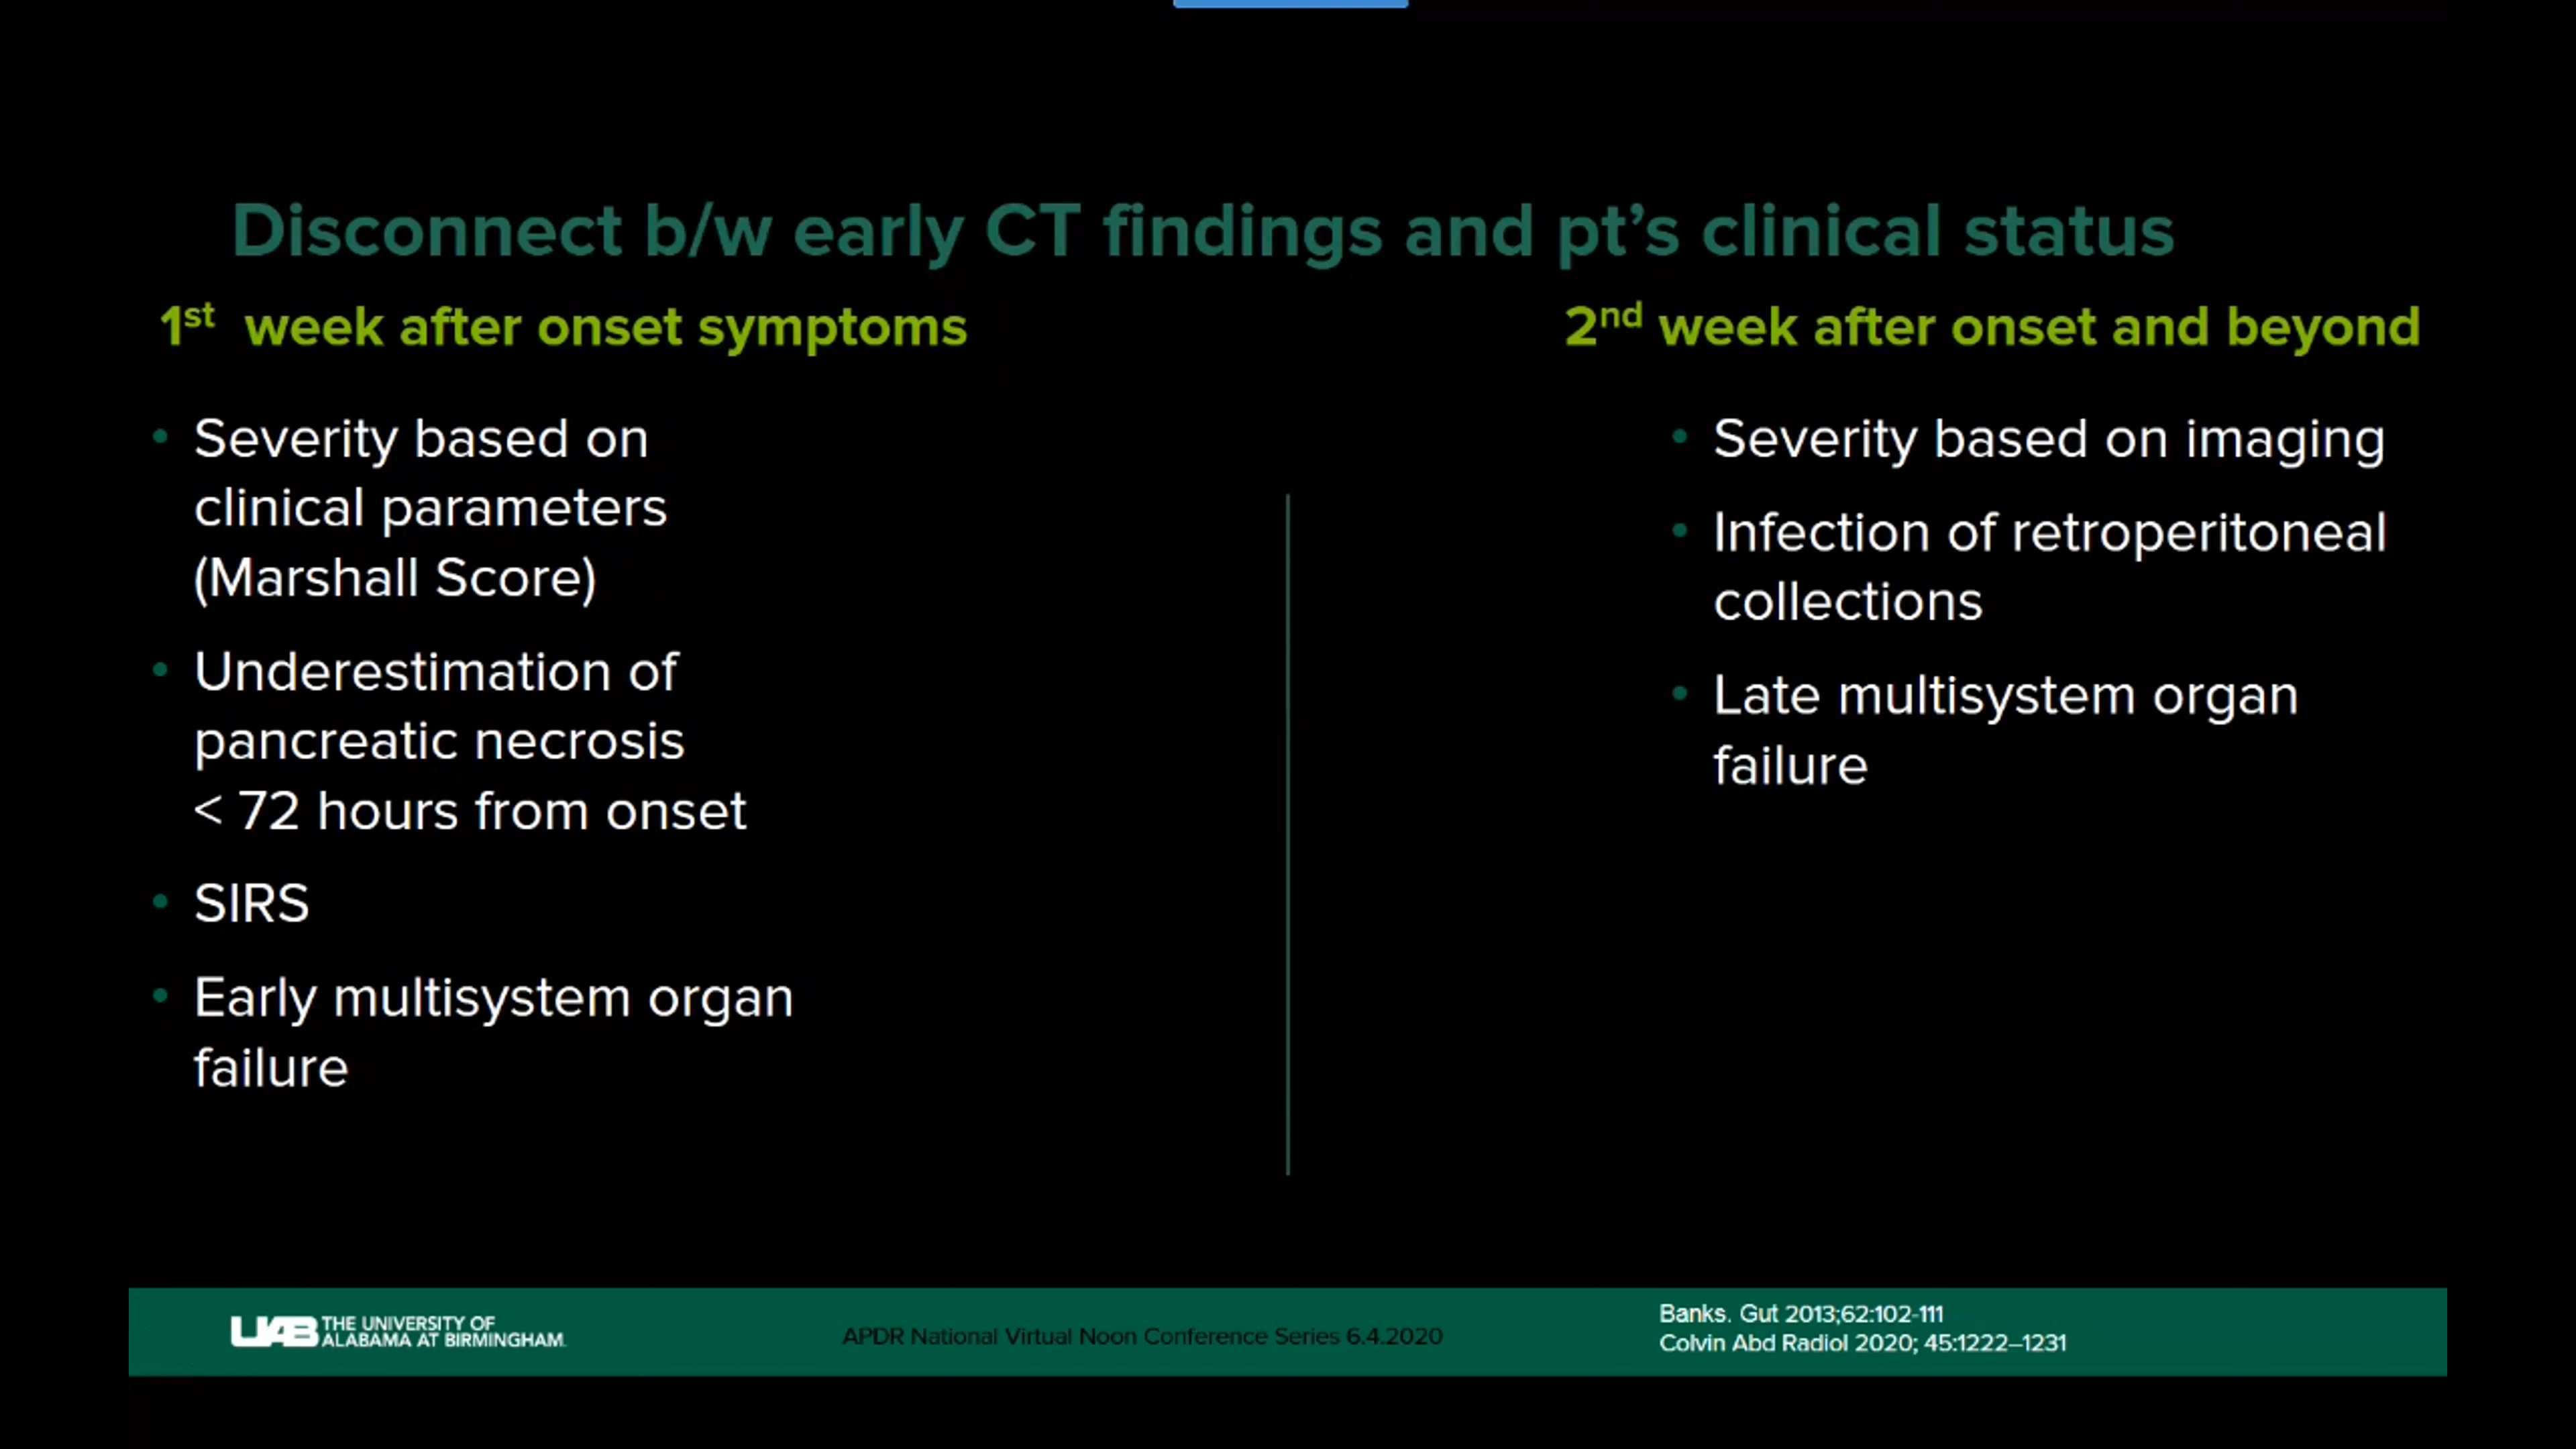 Disconnect b/w early CT findings and pt’s clinical status
1st week after onset symptoms
• Severity based on
clinical parameters
(Marshall Score)
• Underestimation of
pancreatic necrosis
< 72 hours from onset
• SIRS
• Early multisystem organ
failure
2nd week after onset and beyond
• Severity based on imaging
• Infection of retroperitoneal
collections
• Late multisystem organ
failure
UAB THE UNIVERSITY OF
ALABAMA AT BIRMINGHAM
APDR National Virtual Noon Conference Series 6.4.2020
Banks. Gut 2013;62:102-111
Colvin Abd Radiol 2020; 45:1222–1231